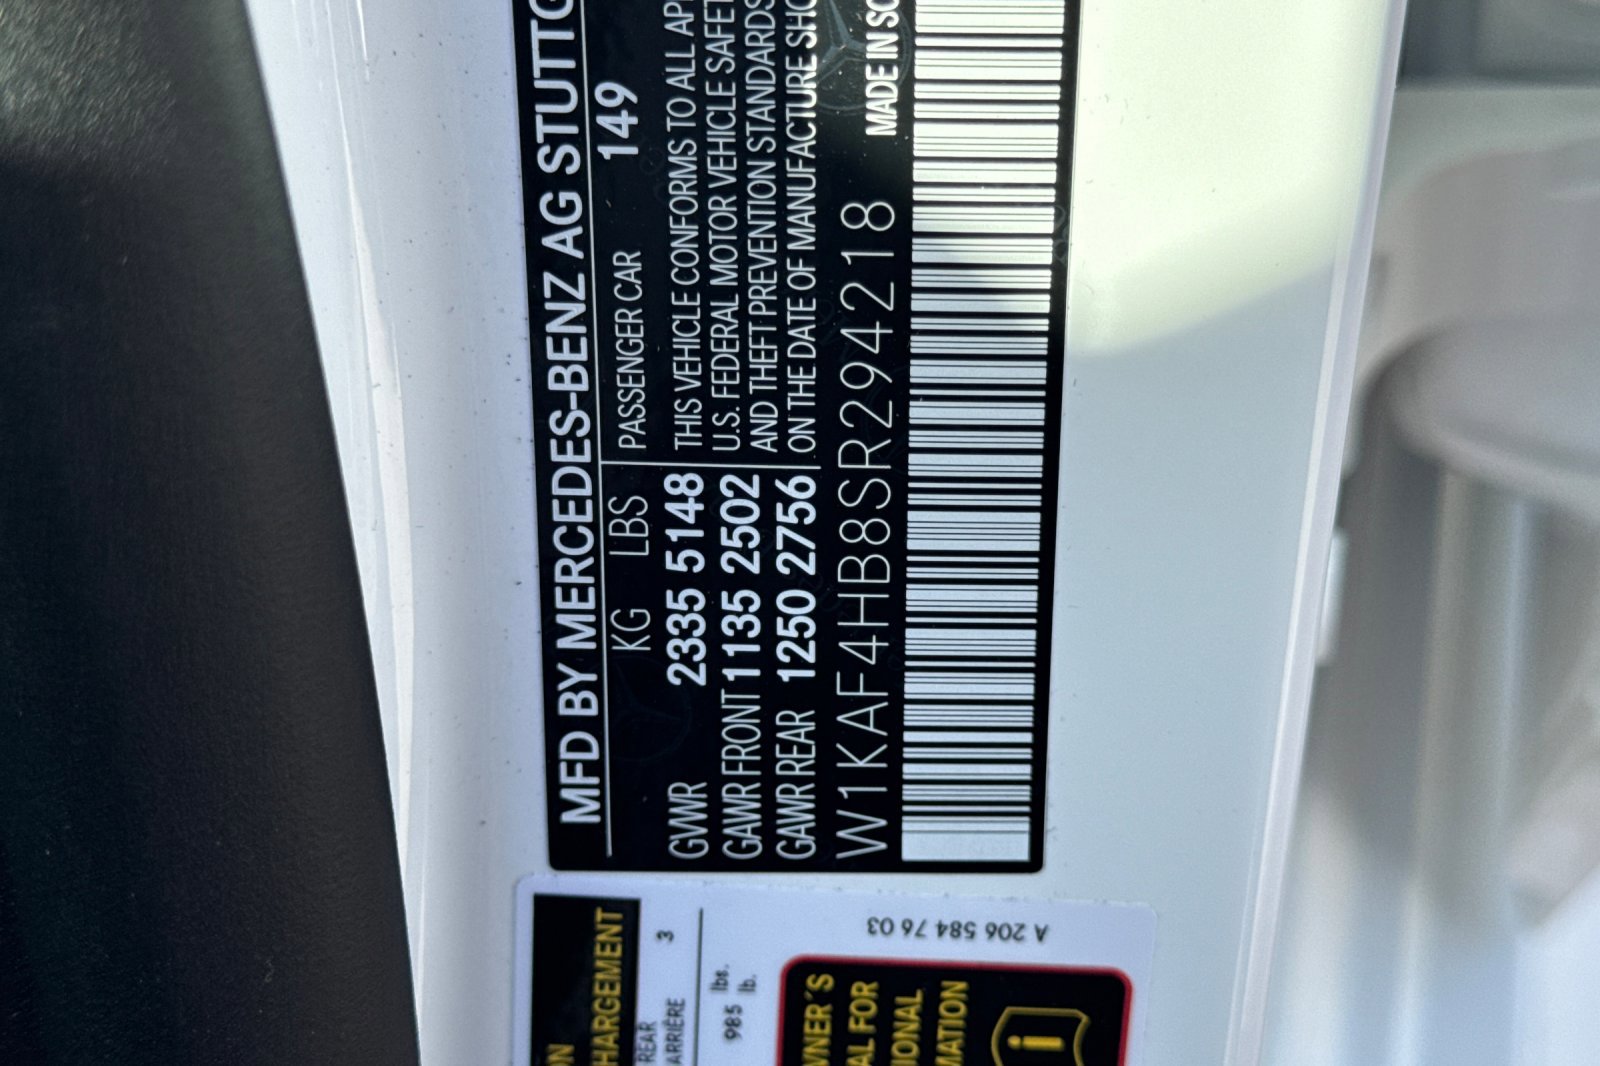 MFD BY MERCEDES-BENZ AG STUTTG
KG LBS
GVWR 2335 5148
GAWR FRONT 1135 2502
GAWR REAR 1250 2756
PASSENGER CAR 149
THIS VEHICLE CONFORMS TO ALL AP
U.S. FEDERAL MOTOR VEHICLE SAFET
AND THEFT PREVENTION STANDARDS
ON THE DATE OF MANUFACTURE SHO
W1KAF4HB8SR294218
MADE IN
A 206 584 76 03
ON
HARGEMENT
REAR
ARRIÈRE 3
985 lbs.
lb.
WNER´S
AL FOR
IONAL
MATION
i